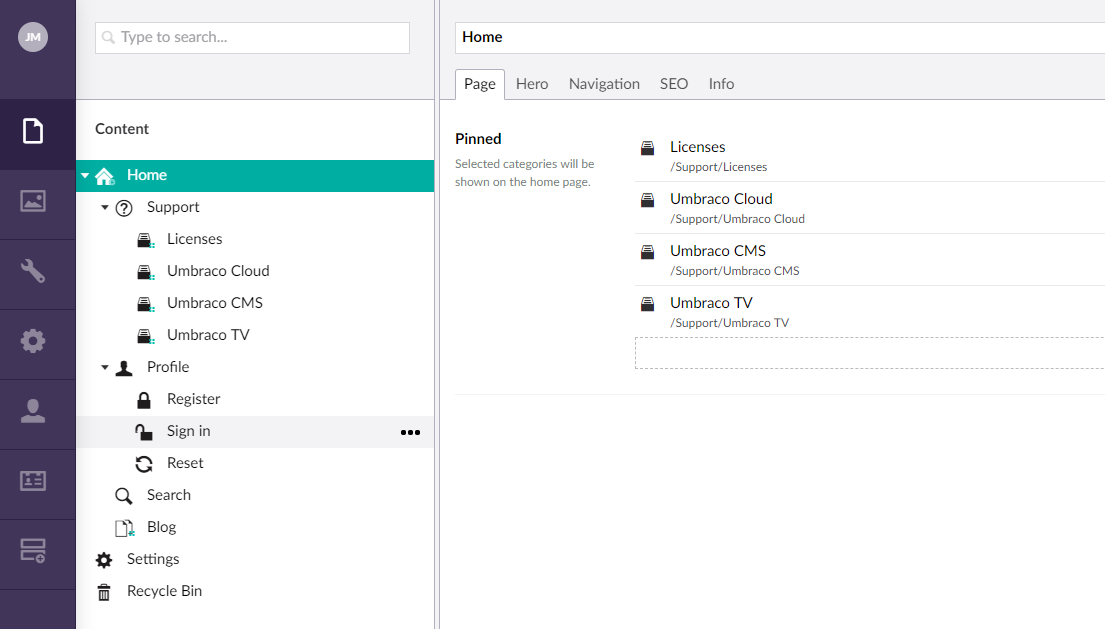 JM
Type to search...
Content
Home
Support
Licenses
Umbraco Cloud
Umbraco CMS
Umbraco TV
Profile
Register
Sign in
Reset
Search
Blog
Settings
Recycle Bin
Home
Page Hero Navigation SEO Info
Pinned
Selected categories will be
shown on the home page.
Licenses
/Support/Licenses
Umbraco Cloud
/Support/Umbraco Cloud
Umbraco CMS
/Support/Umbraco CMS
Umbraco TV
/Support/Umbraco TV